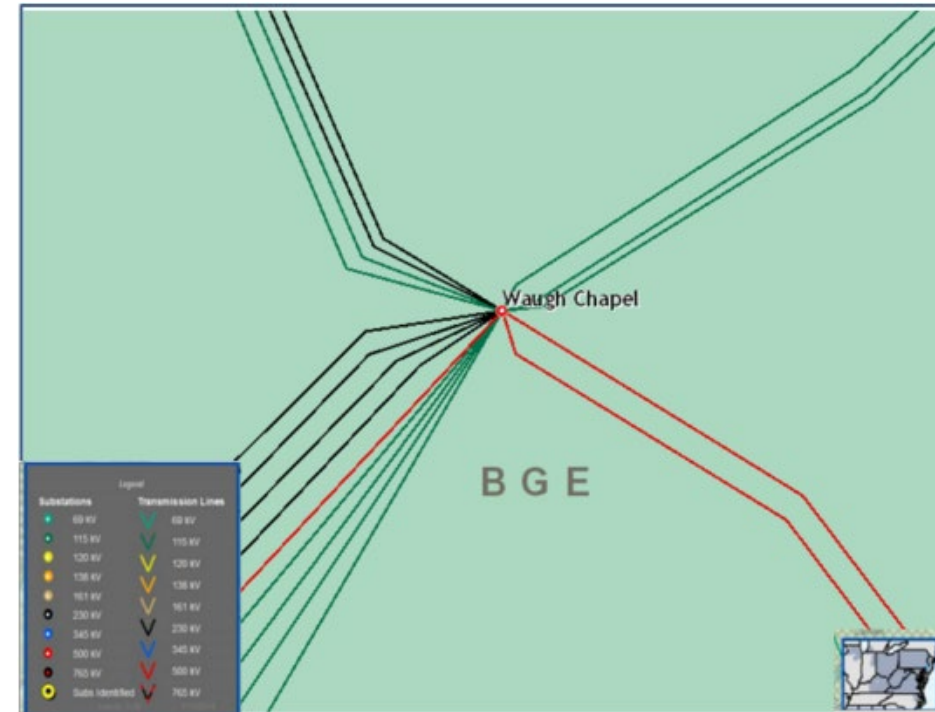 Waugh Chapel
BGE
Legend
Substations Transmission Lines
69 kV 69 kV
115 kV 115 kV
120 kV 120 kV
138 kV 138 kV
161 kV 161 kV
230 kV 230 kV
345 kV 345 kV
500 kV 500 kV
765 kV 765 kV
Subs Identified